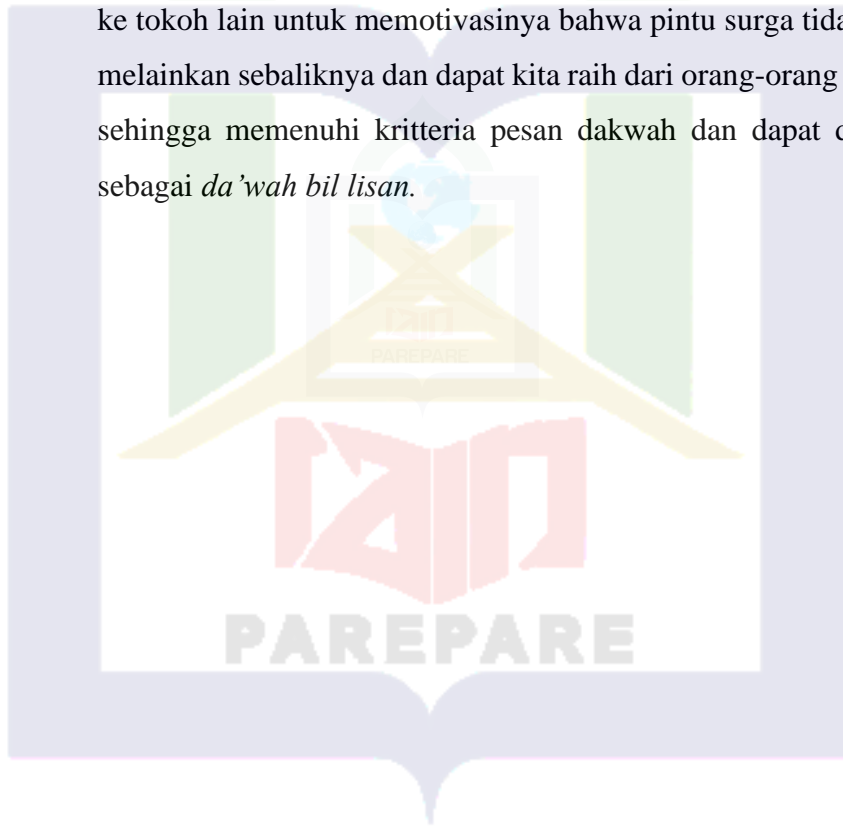 ke tokoh lain untuk memotivasinya bahwa pintu surga
melainkan sebaliknya dan dapat kita raih dari orang-orang
sehingga memenuhi kritteria pesan dakwah dan dapat
sebagai da’wah bil lisan.
PAREPARE
PAREPARE